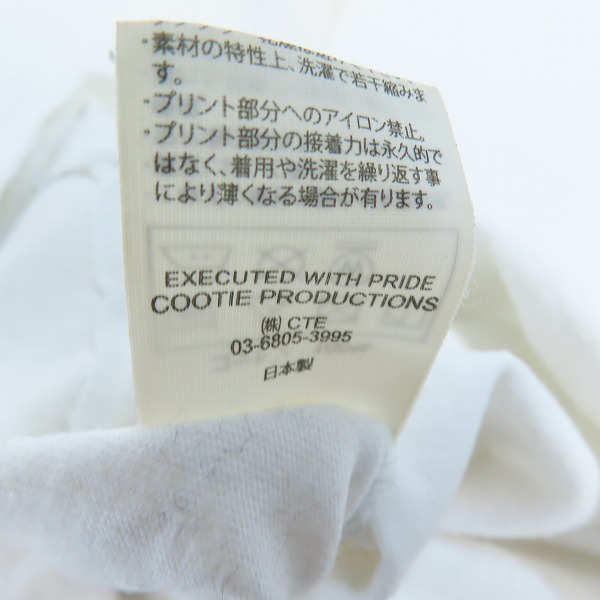 ・素材の特性上、洗濯で若干縮みま
す。
・プリント部分へのアイロン禁止。
・プリント部分の接着力は永久的で
はなく、着用や洗濯を繰り返す事
により薄くなる場合が有ります。
EXECUTED WITH PRIDE
COOTIE PRODUCTIONS
㈱ CTE
03-6805-3995
日本製